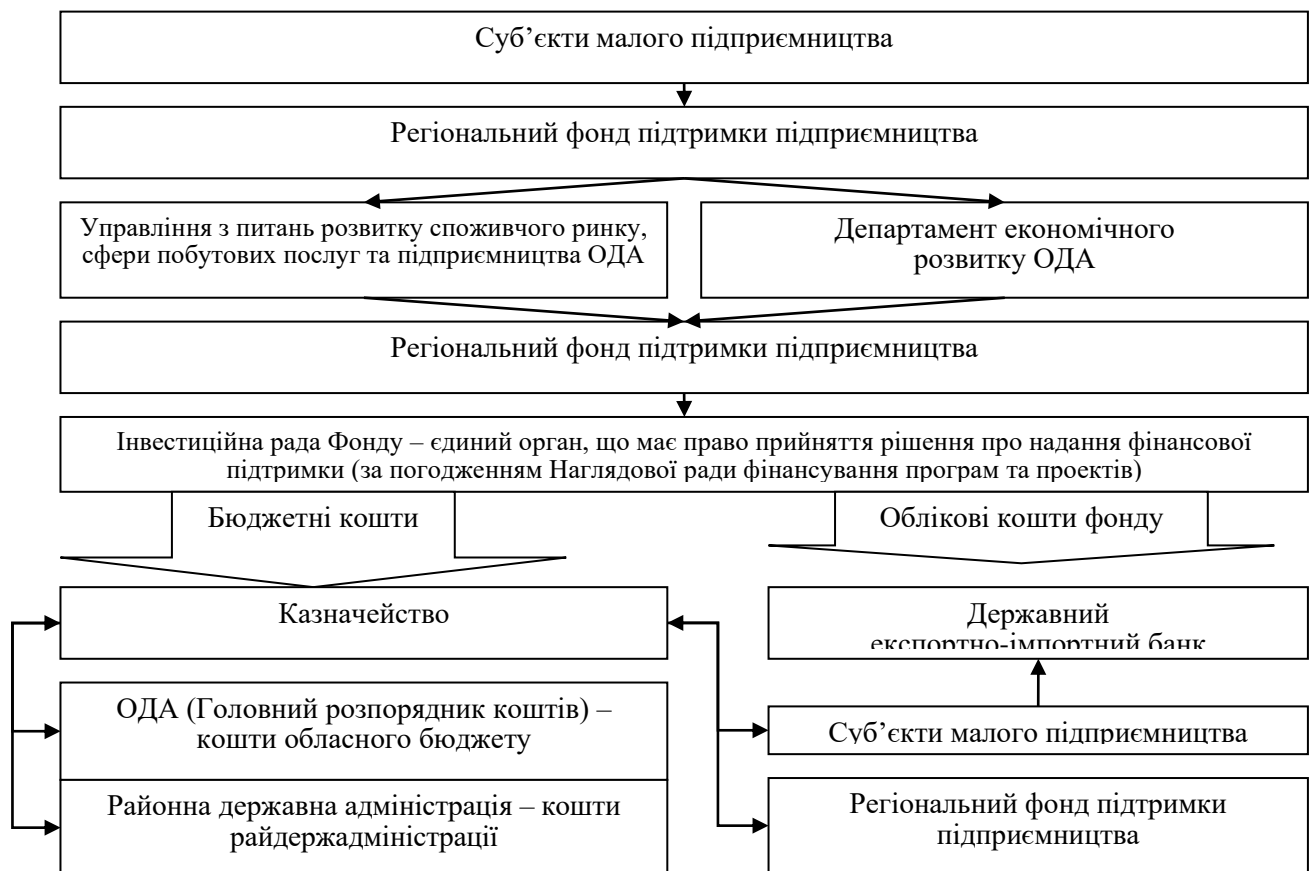 Суб’єкти малого підприємництва
Регіональний фонд підтримки підприємництва
Управління з питань розвитку споживчого ринку,
сфери побутових послуг та підприємництва ОДА
Департамент економічного
розвитку ОДА
Регіональний фонд підтримки підприємництва
Інвестиційна рада Фонду – єдиний орган, що має право прийняття рішення про надання фінансової
підтримки (за погодженням Наглядової ради фінансування програм та проектів)
Бюджетні кошти
Облікові кошти фонду
Казначейство
Державний
експортно-імпортний банк
ОДА (Головний розпорядник коштів) –
кошти обласного бюджету
Суб’єкти малого підприємництва
Районна державна адміністрація – кошти
райдержадміністрації
Регіональний фонд підтримки
підприємництва